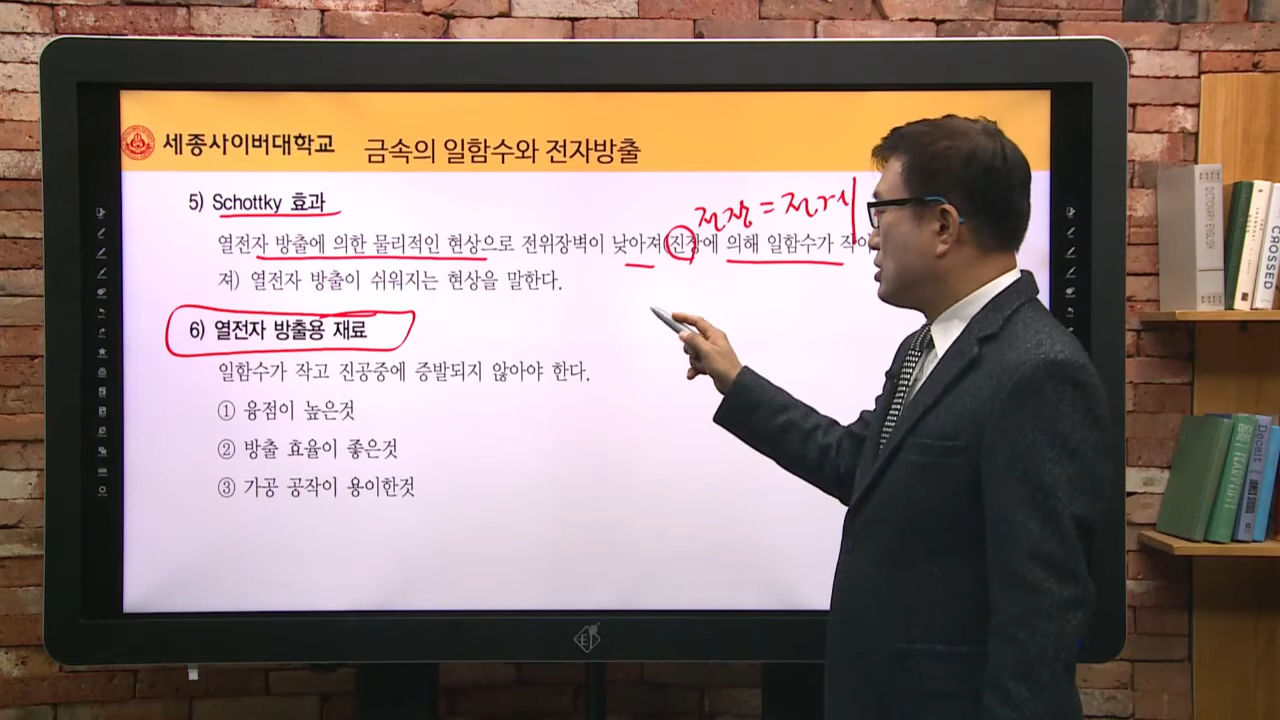 세종사이버대학교 금속의 일함수와 전자방출
5) Schottky 효과
전장 = 전계
열전자 방출에 의한 물리적인 현상으로 전위장벽이 낮아져(진장에 의해 일함수가 작아
져) 열전자 방출이 쉬워지는 현상을 말한다.
6) 열전자 방출용 재료
일함수가 작고 진공중에 증발되지 않아야 한다.
① 융점이 높은것
② 방출 효율이 좋은것
③ 가공 공작이 용이한것
DICTIONARY ENGLISH
CROSSED
Deceit